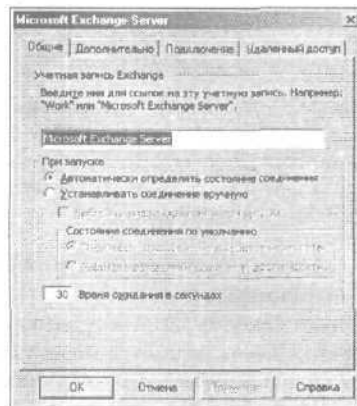 Microsoft Exchange Server
Общие Дополнительно Подключение Удаленный доступ
Учетная запись Exchange
Введите имя для ссылок на эту учетную запись. Например:
"Work" или "Microsoft Exchange Server".
Microsoft Exchange Server
При запуске
Автоматически определять состояние соединения
Устанавливать соединение вручную
Состояние соединения по умолчанию
30 Время ожидания в секундах
OK Отмена Справка